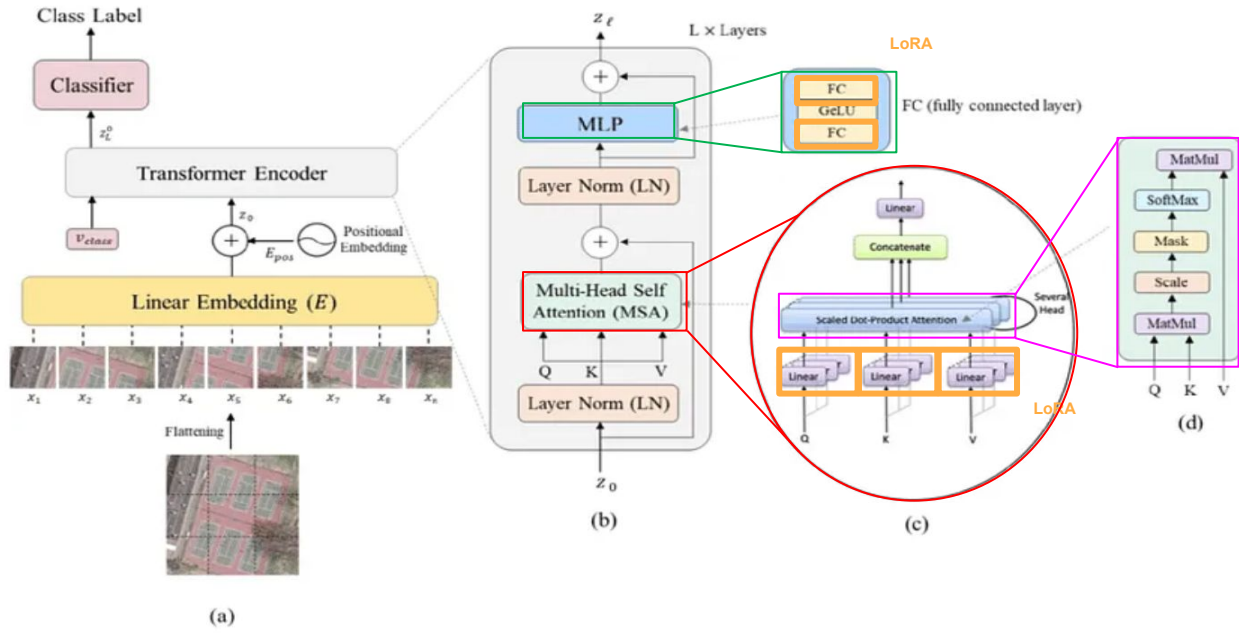 Class Label
Classifier
z_L^0
Transformer Encoder
v_class
z_0
+
E_pos
Positional
Embedding
Linear Embedding (E)
x_1 x_2 x_3 x_4 x_5 x_6 x_7 x_8 x_n
Flattening
(a)
z_ℓ
L × Layers
+
MLP
Layer Norm (LN)
+
Multi-Head Self
Attention (MSA)
Q K V
Layer Norm (LN)
z_0
(b)
LoRA
FC
GeLU
FC
FC (fully connected layer)
Linear
Concatenate
Scaled Dot-Product Attention
Several
Head
Linear Linear Linear
LoRA
Q K V
(c)
MatMul
SoftMax
Mask
Scale
MatMul
Q K V
(d)